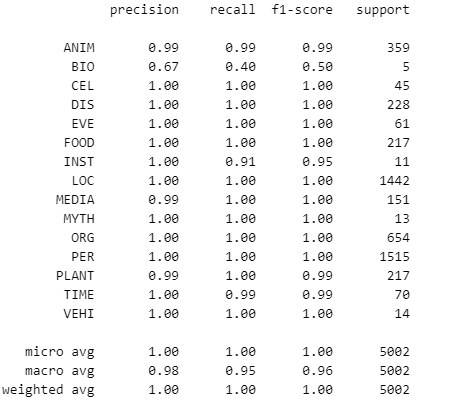 precision recall f1-score support
ANIM 0.99 0.99 0.99 359
BIO 0.67 0.40 0.50 5
CEL 1.00 1.00 1.00 45
DIS 1.00 1.00 1.00 228
EVE 1.00 1.00 1.00 61
FOOD 1.00 1.00 1.00 217
INST 1.00 0.91 0.95 11
LOC 1.00 1.00 1.00 1442
MEDIA 0.99 1.00 1.00 151
MYTH 1.00 1.00 1.00 13
ORG 1.00 1.00 1.00 654
PER 1.00 1.00 1.00 1515
PLANT 0.99 1.00 0.99 217
TIME 1.00 0.99 0.99 70
VEHI 1.00 1.00 1.00 14
micro avg 1.00 1.00 1.00 5002
macro avg 0.98 0.95 0.96 5002
weighted avg 1.00 1.00 1.00 5002